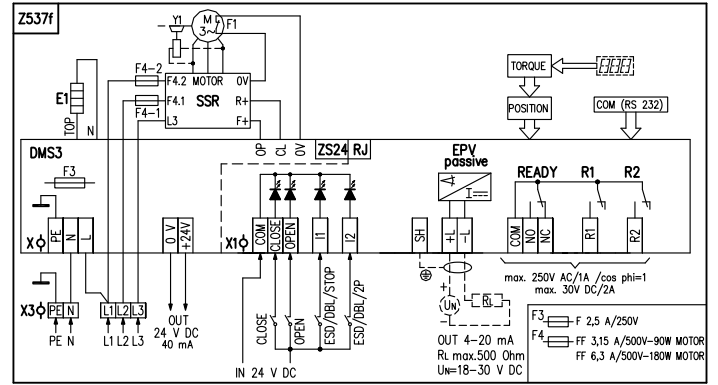 Z537f
Y1
M
3~
F1
F4-2
F4.2 MOTOR 0V
E1
F4.1 SSR R+
F4-1
L3 F+
TOP
N
TORQUE
POSITION
COM (RS 232)
OP
CL
0V
DMS3
ZS24 RJ
EPV
passive
F3
READY R1 R2
X
PE
N
L
0 V
+24V
X1
COM
CLOSE
OPEN
I1
I2
SH
+L
-L
COM
NO
NC
R1
R2
max. 250V AC/1A /cos phi=1
max. 30V DC/2A
X3
PE N
L1 L2 L3
PE N L1 L2 L3
OUT
24 V DC
40 mA
CLOSE
OPEN
ESD/DBL/STOP
ESD/DBL/2P
IN 24 V DC
+
UN
-
RL
OUT 4-20 mA
RL max.500 Ohm
UN=18-30 V DC
F3 F 2,5 A/250V
F4 FF 3,15 A/500V-90W MOTOR
FF 6,3 A/500V-180W MOTOR